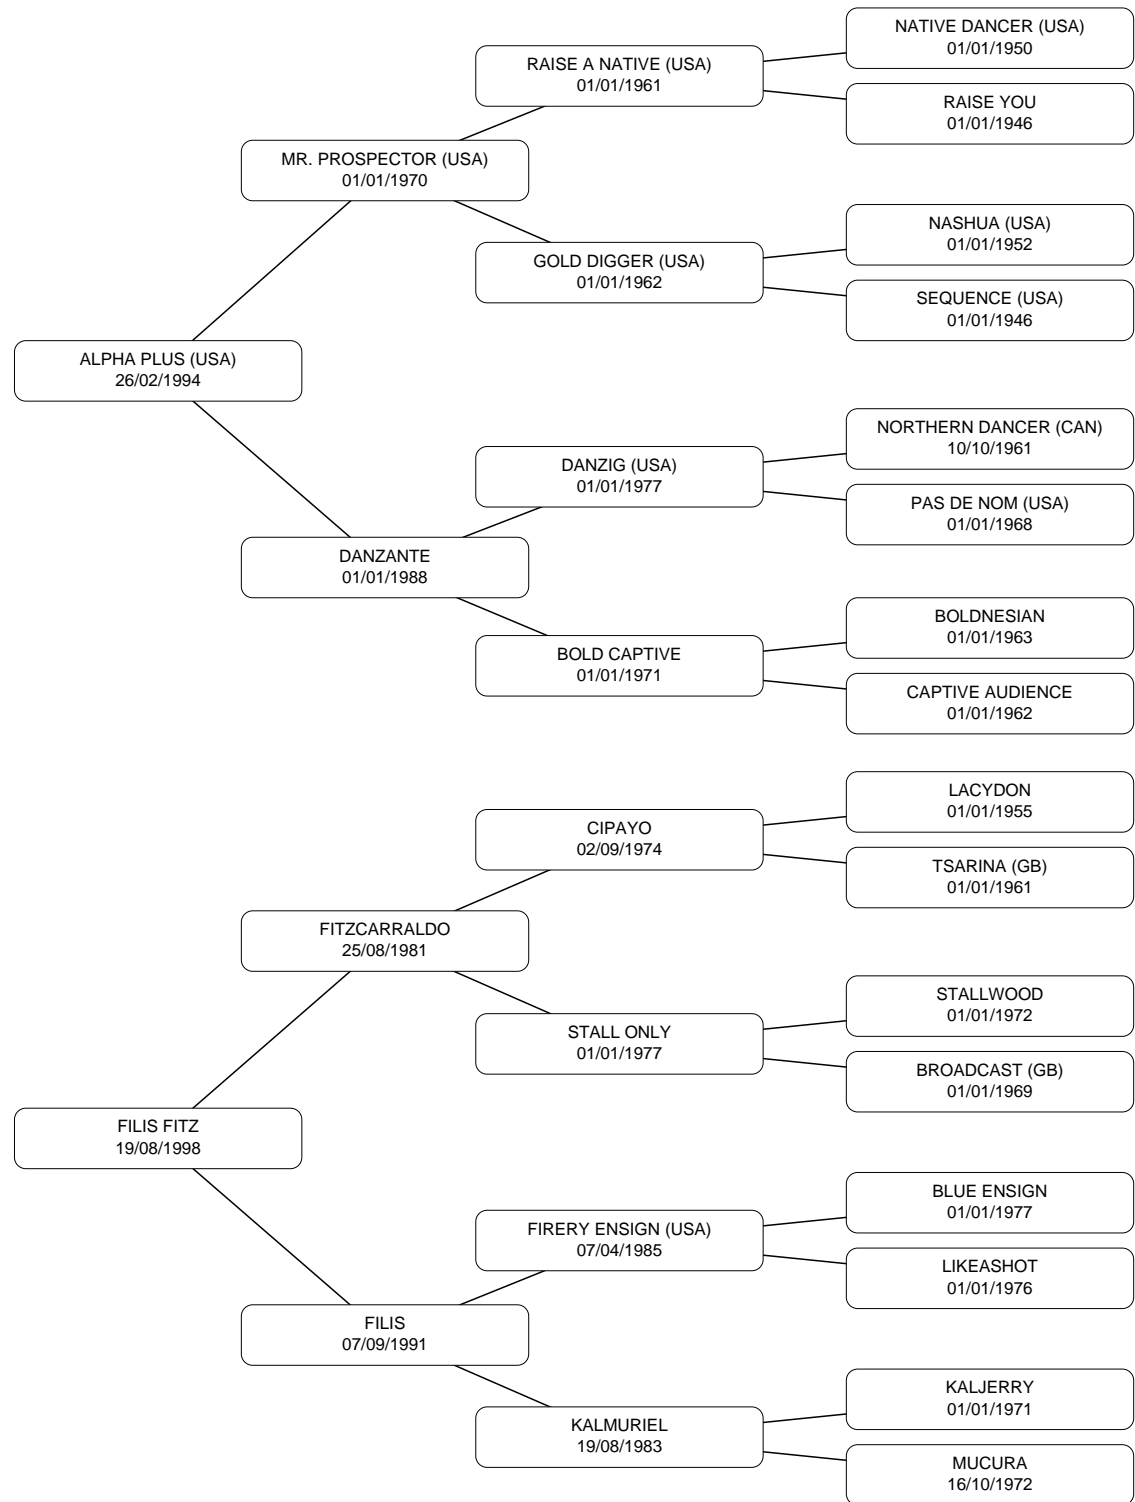 NATIVE DANCER (USA)
01/01/1950
RAISE A NATIVE (USA)
01/01/1961
RAISE YOU
01/01/1946
MR. PROSPECTOR (USA)
01/01/1970
NASHUA (USA)
01/01/1952
GOLD DIGGER (USA)
01/01/1962
SEQUENCE (USA)
01/01/1946
ALPHA PLUS (USA)
26/02/1994
NORTHERN DANCER (CAN)
10/10/1961
DANZIG (USA)
01/01/1977
PAS DE NOM (USA)
01/01/1968
DANZANTE
01/01/1988
BOLDNESIAN
01/01/1963
BOLD CAPTIVE
01/01/1971
CAPTIVE AUDIENCE
01/01/1962
LACYDON
01/01/1955
CIPAYO
02/09/1974
TSARINA (GB)
01/01/1961
FITZCARRALDO
25/08/1981
STALLWOOD
01/01/1972
STALL ONLY
01/01/1977
BROADCAST (GB)
01/01/1969
FILIS FITZ
19/08/1998
BLUE ENSIGN
01/01/1977
FIRERY ENSIGN (USA)
07/04/1985
LIKEASHOT
01/01/1976
FILIS
07/09/1991
KALJERRY
01/01/1971
KALMURIEL
19/08/1983
MUCURA
16/10/1972